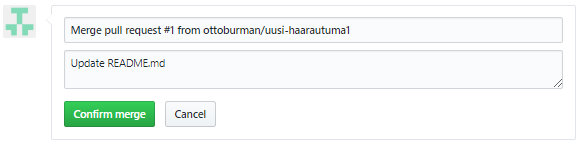 Merge pull request #1 from ottoburman/uusi-haarautuma1
Update README.md
Confirm merge Cancel